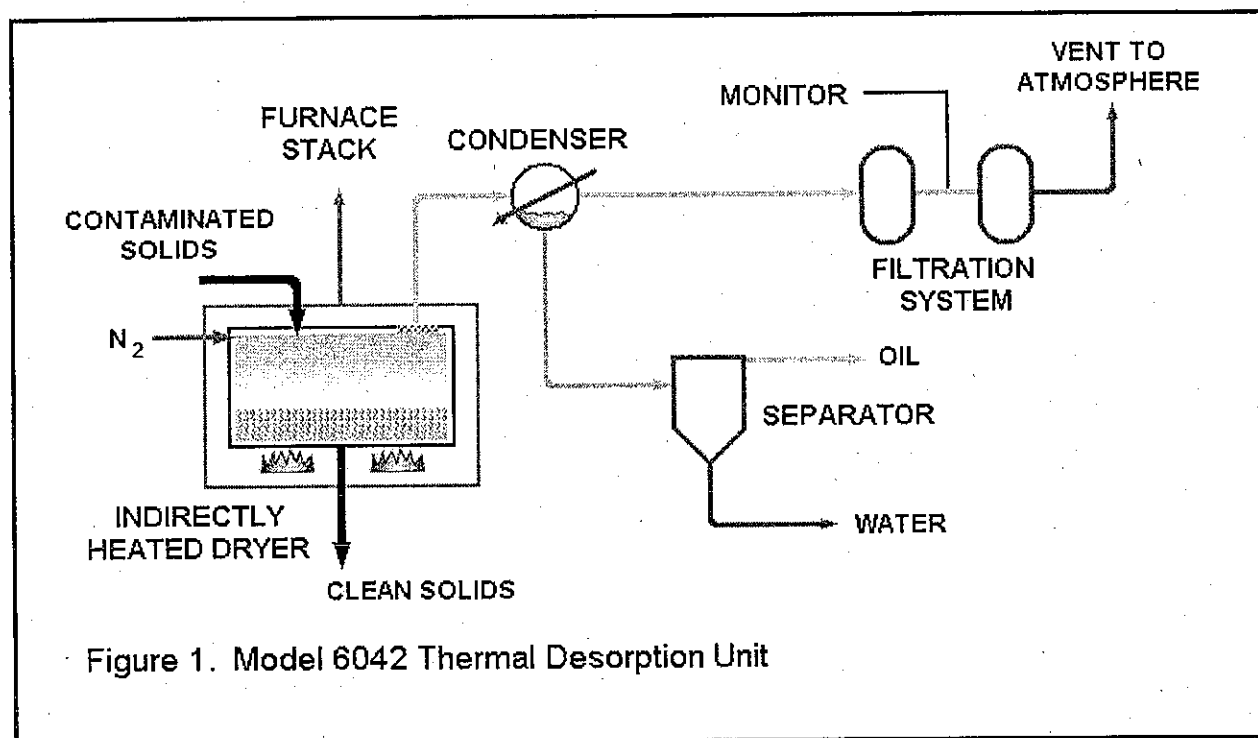 VENT TO
ATMOSPHERE
MONITOR
FURNACE
STACK
CONDENSER
CONTAMINATED
SOLIDS
FILTRATION
SYSTEM
N2
OIL
SEPARATOR
INDIRECTLY
HEATED DRYER
WATER
CLEAN SOLIDS
Figure 1. Model 6042 Thermal Desorption Unit